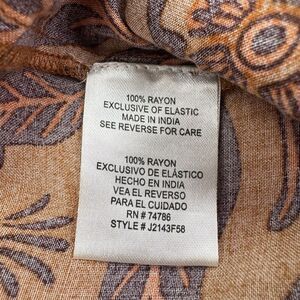 100% RAYON
EXCLUSIVE OF ELASTIC
MADE IN INDIA
SEE REVERSE FOR CARE
100% RAYON
EXCLUSIVO DE ELÁSTICO
HECHO EN INDIA
VEA EL REVERSO
PARA EL CUIDADO
RN # 74786
STYLE # J2143F58